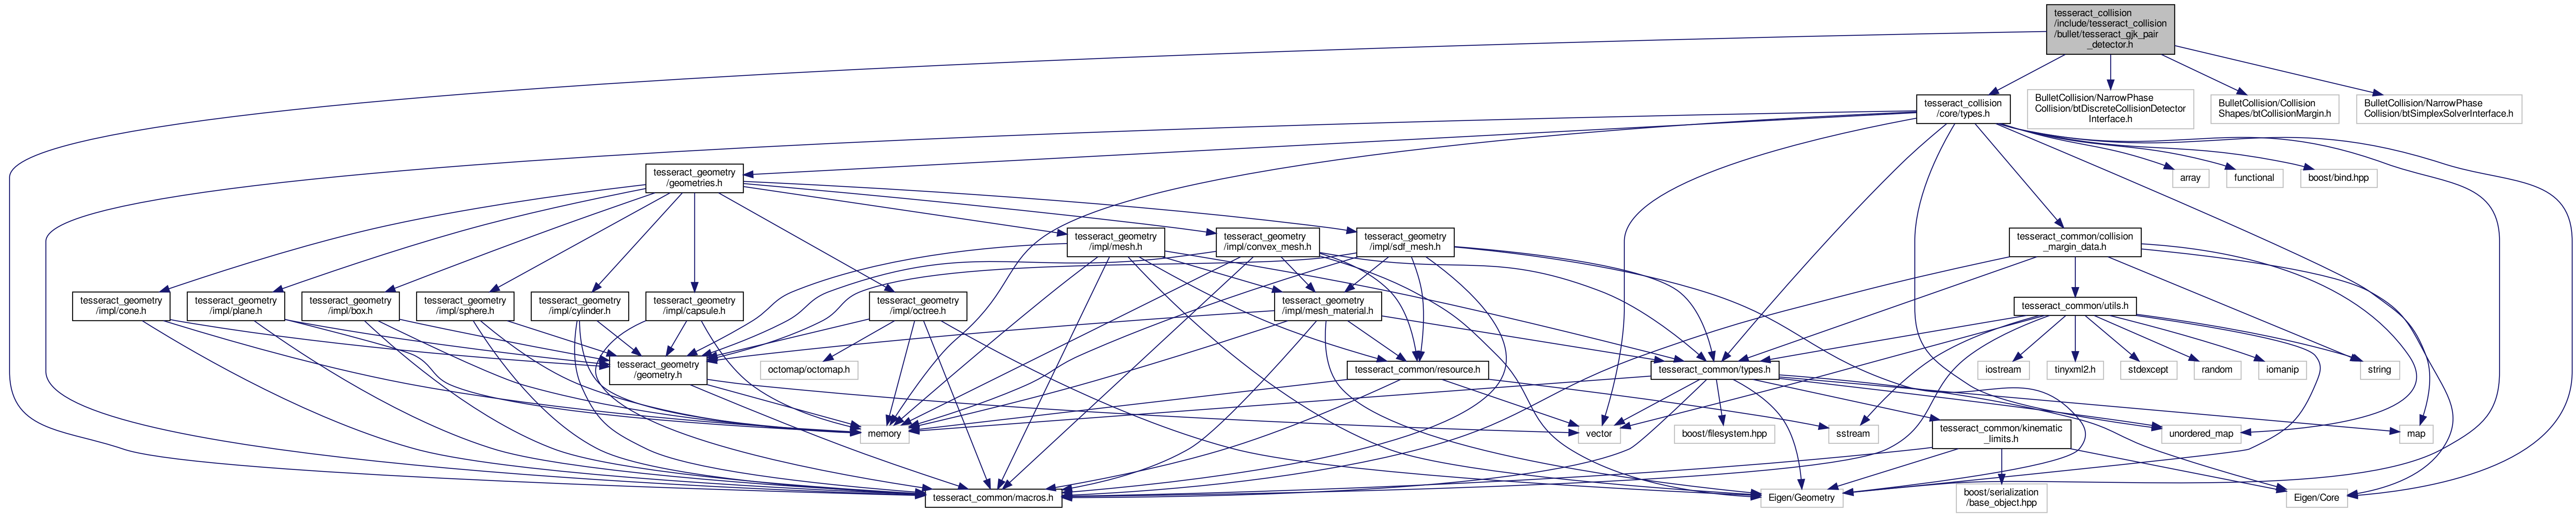 tesseract_collision
/include/tesseract_collision
/bullet/tesseract_gjk_pair
_detector.h
tesseract_collision
/core/types.h
BulletCollision/NarrowPhase
Collision/btDiscreteCollisionDetector
Interface.h
BulletCollision/Collision
Shapes/btCollisionMargin.h
BulletCollision/NarrowPhase
Collision/btSimplexSolverInterface.h
tesseract_geometry
/geometries.h
array
functional
boost/bind.hpp
tesseract_geometry
/impl/mesh.h
tesseract_geometry
/impl/convex_mesh.h
tesseract_geometry
/impl/sdf_mesh.h
tesseract_common/collision
_margin_data.h
tesseract_geometry
/impl/cone.h
tesseract_geometry
/impl/plane.h
tesseract_geometry
/impl/box.h
tesseract_geometry
/impl/sphere.h
tesseract_geometry
/impl/cylinder.h
tesseract_geometry
/impl/capsule.h
tesseract_geometry
/impl/octree.h
tesseract_geometry
/impl/mesh_material.h
tesseract_common/utils.h
tesseract_geometry
/geometry.h
octomap/octomap.h
tesseract_common/resource.h
tesseract_common/types.h
iostream
tinyxml2.h
stdexcept
random
iomanip
string
memory
vector
boost/filesystem.hpp
sstream
tesseract_common/kinematic
_limits.h
unordered_map
map
tesseract_common/macros.h
Eigen/Geometry
boost/serialization
/base_object.hpp
Eigen/Core